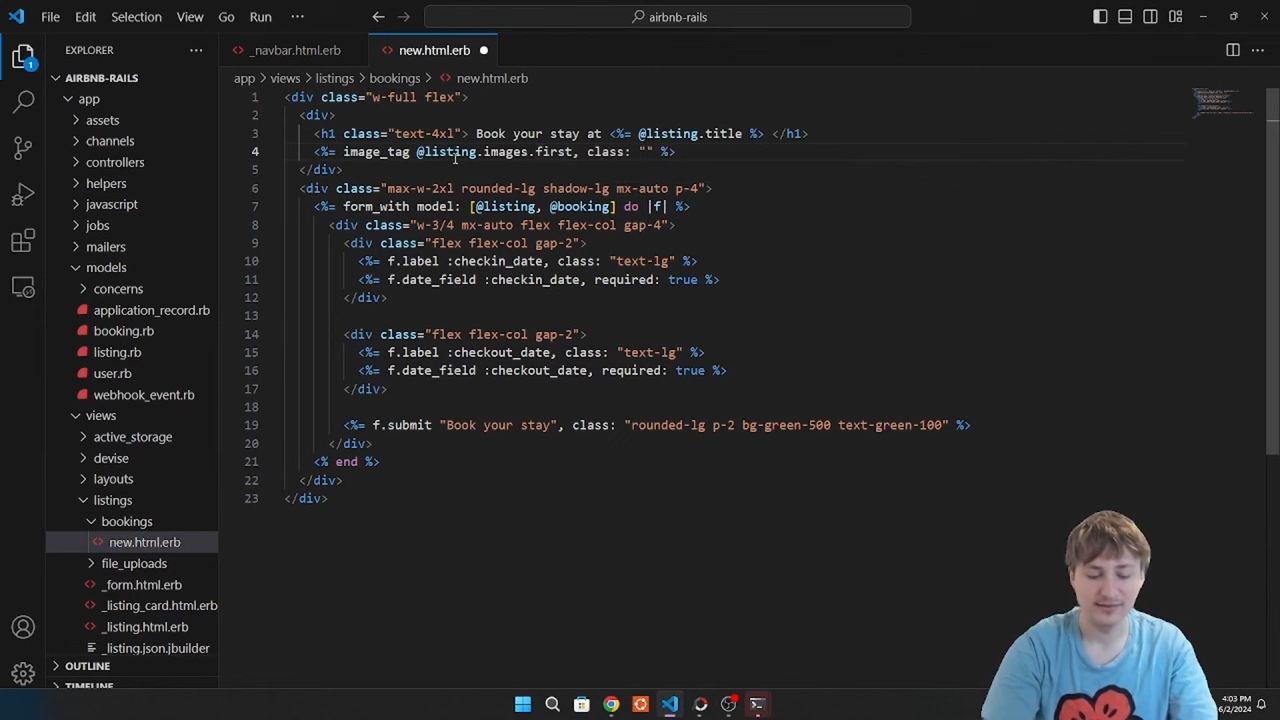 File Edit Selection View Go Run ··· airbnb-rails
EXPLORER ···
_navbar.html.erb
new.html.erb
1
AIRBNB-RAILS
app > views > listings > bookings > new.html.erb
app
assets
channels
controllers
helpers
javascript
jobs
mailers
models
concerns
application_record.rb
booking.rb
listing.rb
user.rb
webhook_event.rb
views
active_storage
devise
layouts
listings
bookings
new.html.erb
file_uploads
_form.html.erb
_listing_card.html.erb
_listing.html.erb
_listing.json.jbuilder
OUTLINE
TIMELINE
1 <div class="w-full flex">
2 <div>
3 <h1 class="text-4xl"> Book your stay at <%= @listing.title %> </h1>
4 <%= image_tag @listing.images.first, class: "" %>
5 </div>
6 <div class="max-w-2xl rounded-lg shadow-lg mx-auto p-4">
7 <%= form_with model: [@listing, @booking] do |f| %>
8 <div class="w-3/4 mx-auto flex flex-col gap-4">
9 <div class="flex flex-col gap-2">
10 <%= f.label :checkin_date, class: "text-lg" %>
11 <%= f.date_field :checkin_date, required: true %>
12 </div>
13
14 <div class="flex flex-col gap-2">
15 <%= f.label :checkout_date, class: "text-lg" %>
16 <%= f.date_field :checkout_date, required: true %>
17 </div>
18
19 <%= f.submit "Book your stay", class: "rounded-lg p-2 bg-green-500 text-green-100" %>
20 </div>
21 <% end %>
22 </div>
23 </div>
4:03 PM
6/2/2024